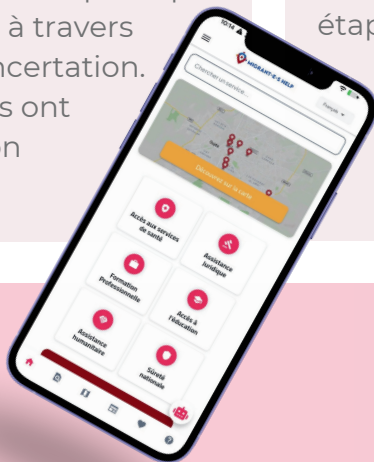 à travers
étap
ncertation.
s ont
on
10:14
MIGRANT-E-S HELP
Français
Chercher un service...
Découvrez sur la carte
Accès aux services
de santé
Assistance
juridique
Formation
Professionnelle
Accès à
l'éducation
Assistance
humanitaire
Sûreté
nationale